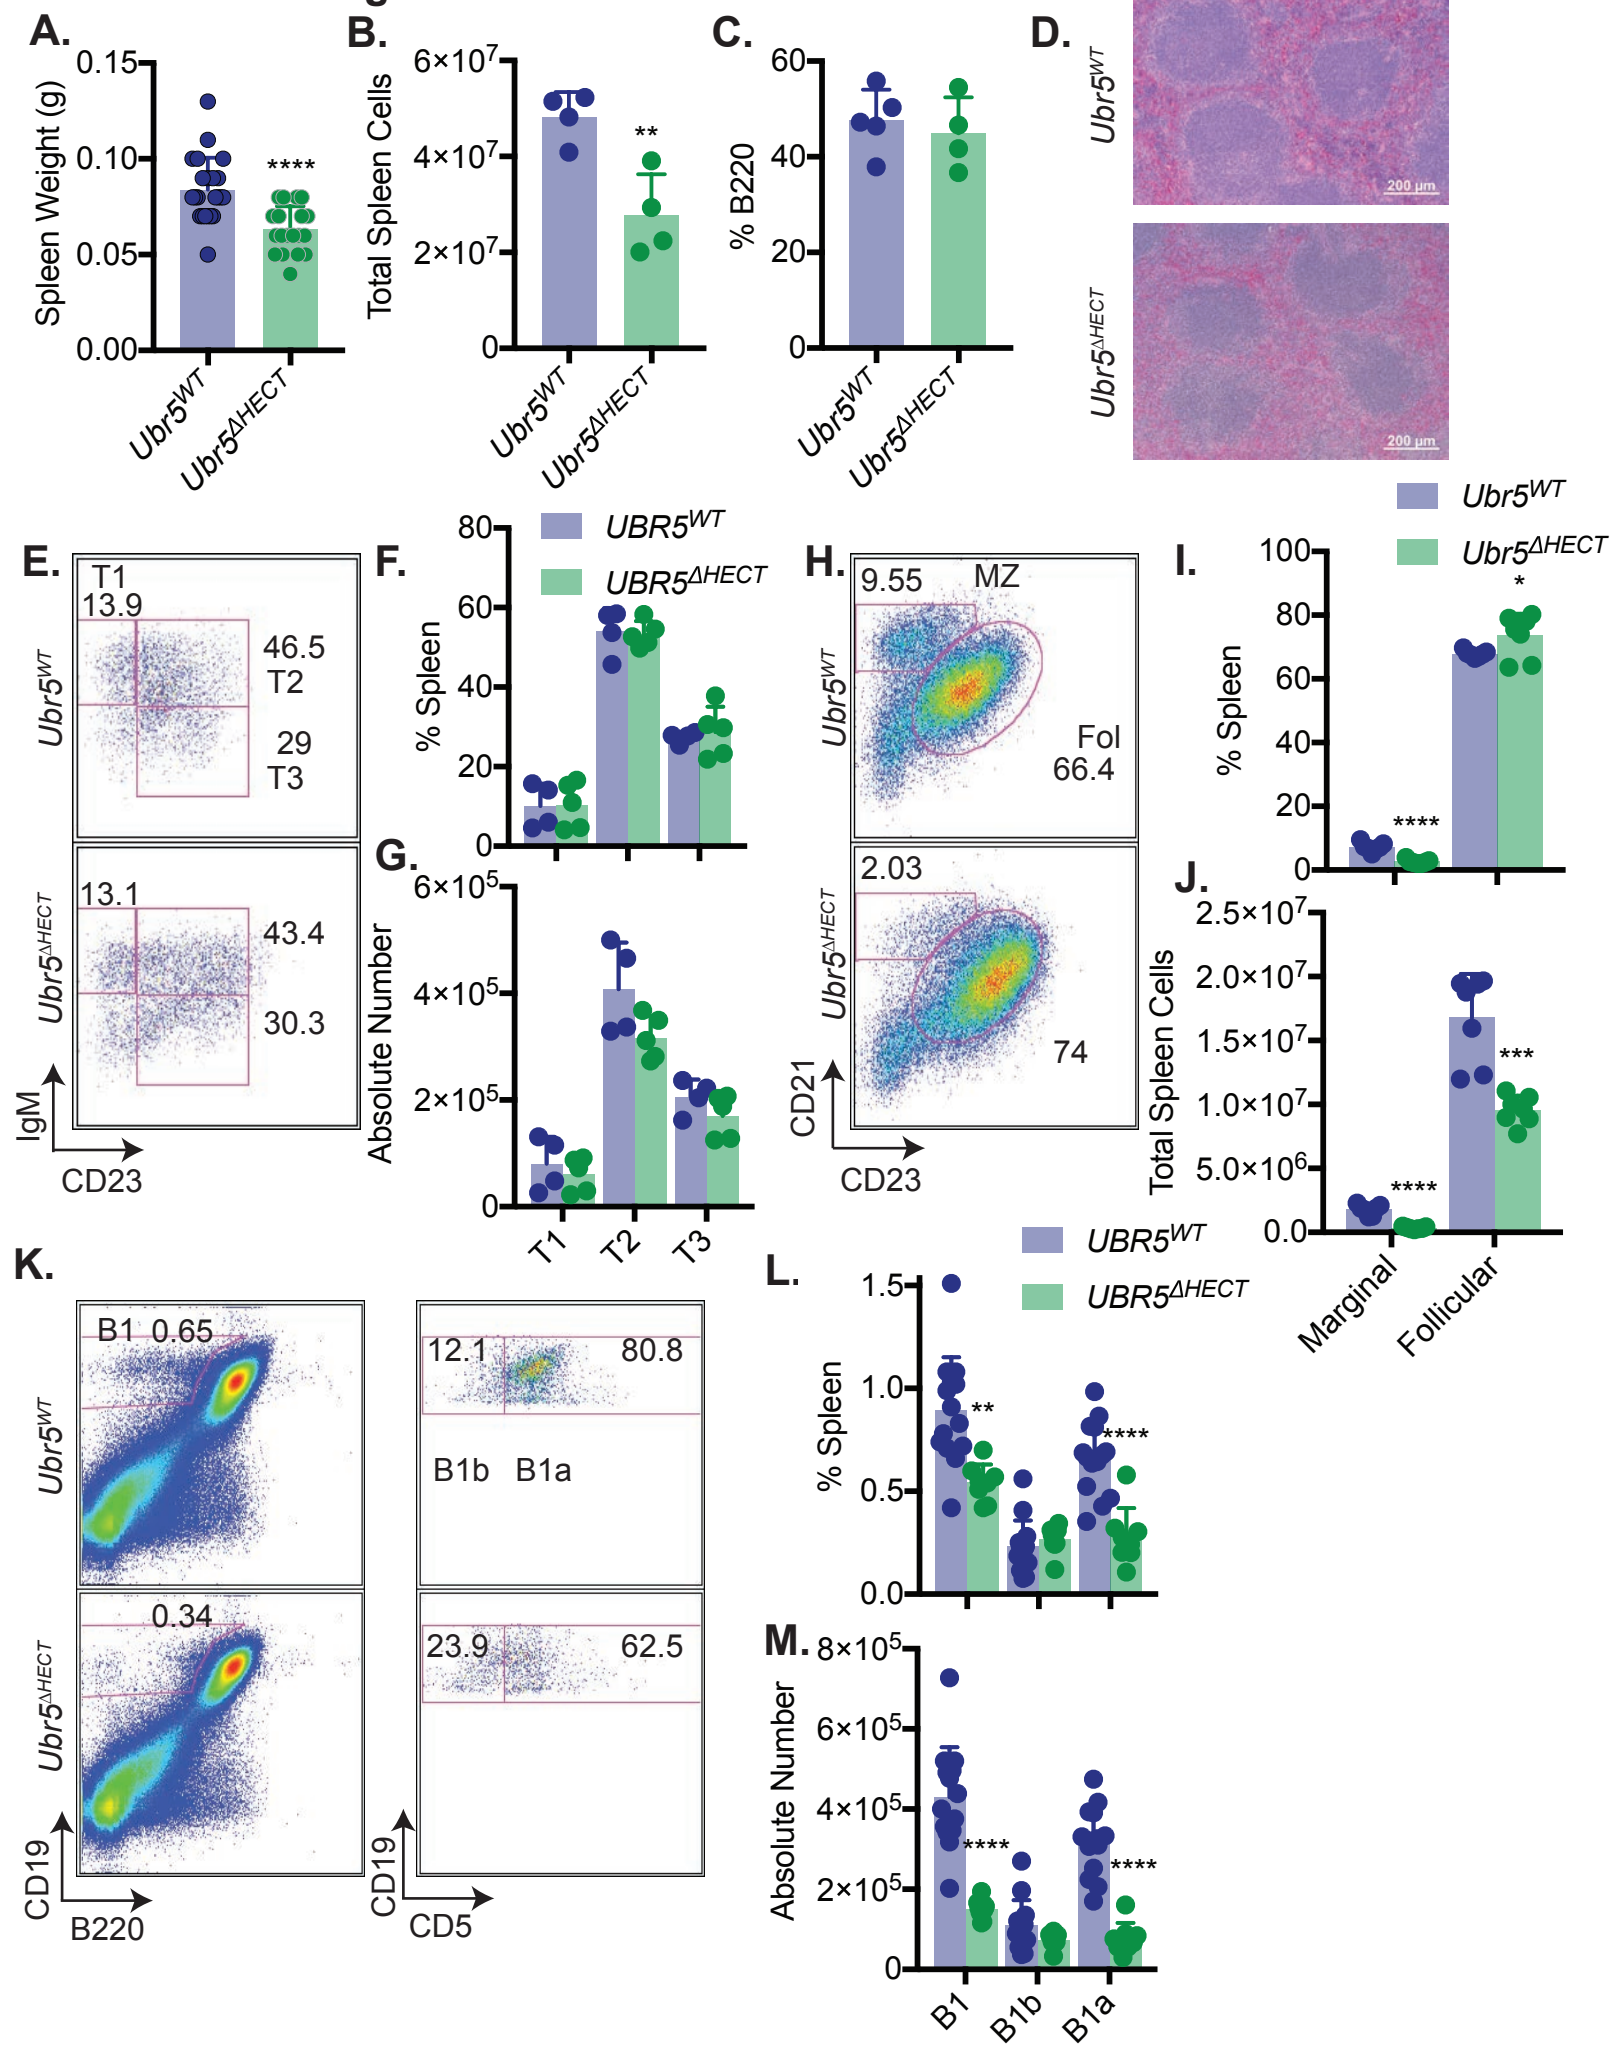 A.
Spleen Weight (g)
0.15
0.10
0.05
0.00
****
Ubr5WT
Ubr5ΔHECT
B.
Total Spleen Cells
6×10⁷
4×10⁷
2×10⁷
0
**
Ubr5WT
Ubr5ΔHECT
C.
% B220
60
40
20
0
Ubr5WT
Ubr5ΔHECT
D.
Ubr5WT
200 µm
Ubr5ΔHECT
200 µm
E.
Ubr5WT
T1
13.9
46.5
T2
29
T3
Ubr5ΔHECT
13.1
43.4
30.3
IgM
CD23
F.
UBR5WT
UBR5ΔHECT
% Spleen
80
60
40
20
0
G.
Absolute Number
6×10⁵
4×10⁵
2×10⁵
0
T1
T2
T3
H.
Ubr5WT
9.55
MZ
Fol
66.4
Ubr5ΔHECT
2.03
74
CD21
CD23
I.
Ubr5WT
Ubr5ΔHECT
% Spleen
100
80
60
40
20
0
****
*
J.
Total Spleen Cells
2.5×10⁷
2.0×10⁷
1.5×10⁷
1.0×10⁷
5.0×10⁶
0.0
****
***
Marginal
Follicular
K.
Ubr5WT
B1 0.65
12.1
80.8
B1b B1a
Ubr5ΔHECT
0.34
23.9
62.5
CD19
B220
CD19
CD5
L.
UBR5WT
UBR5ΔHECT
% Spleen
1.5
1.0
0.5
0.0
**
****
M.
Absolute Number
8×10⁵
6×10⁵
4×10⁵
2×10⁵
0
****
****
B1
B1b
B1a